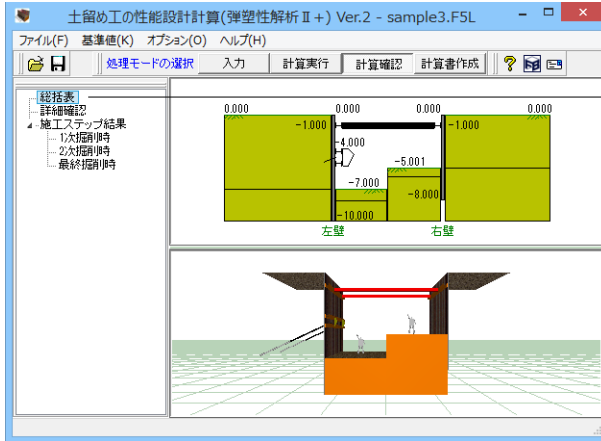 土留め工の性能設計計算(弾塑性解析Ⅱ+) Ver.2 - sample3.F5L
ファイル(F) 基準値(K) オプション(O) ヘルプ(H)
処理モードの選択 入力 計算実行 計算確認 計算書作成
総括表
詳細確認
施工ステップ結果
1次掘削時
2次掘削時
最終掘削時
0.000 0.000 0.000 0.000
-1.000 -1.000
-4.000
-5.001
-7.000
-8.000
-10.000
左壁 右壁